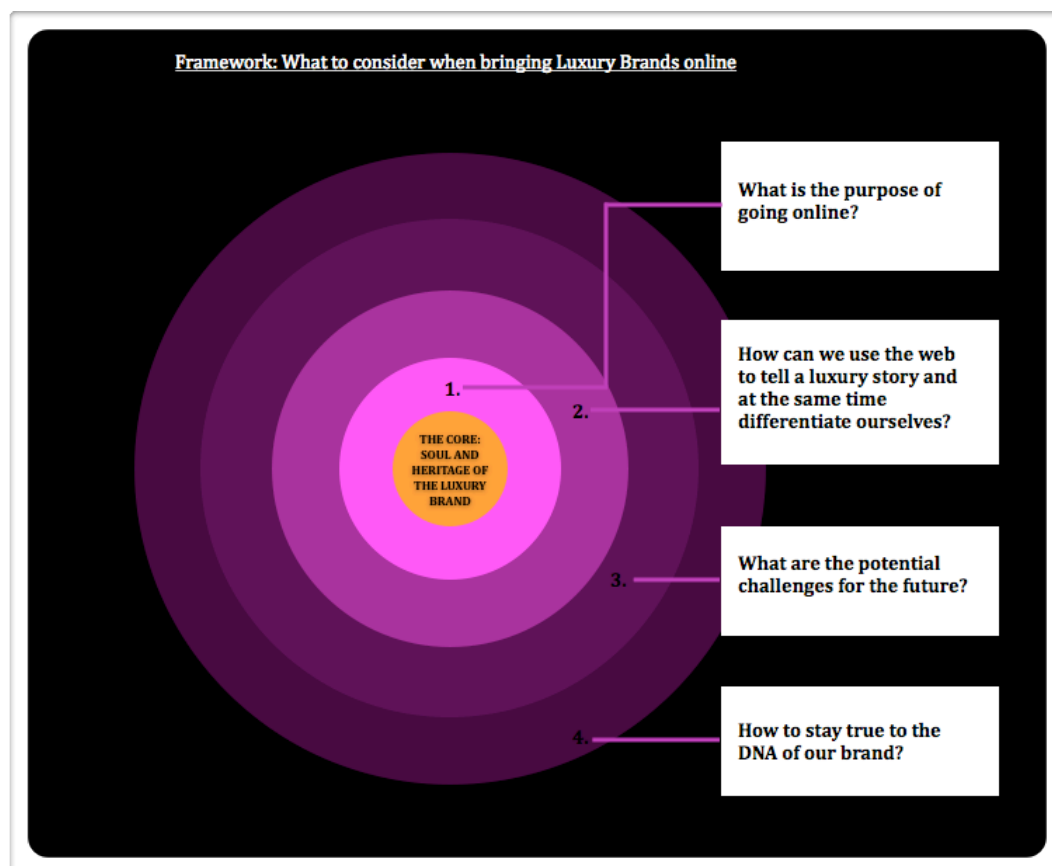 Framework: What to consider when bringing Luxury Brands online
What is the purpose of
going online?
1.
How can we use the web
to tell a luxury story and
at the same time
differentiate ourselves?
2.
THE CORE:
SOUL AND
HERITAGE OF
THE LUXURY
BRAND
What are the potential
challenges for the future?
3.
How to stay true to the
DNA of our brand?
4.